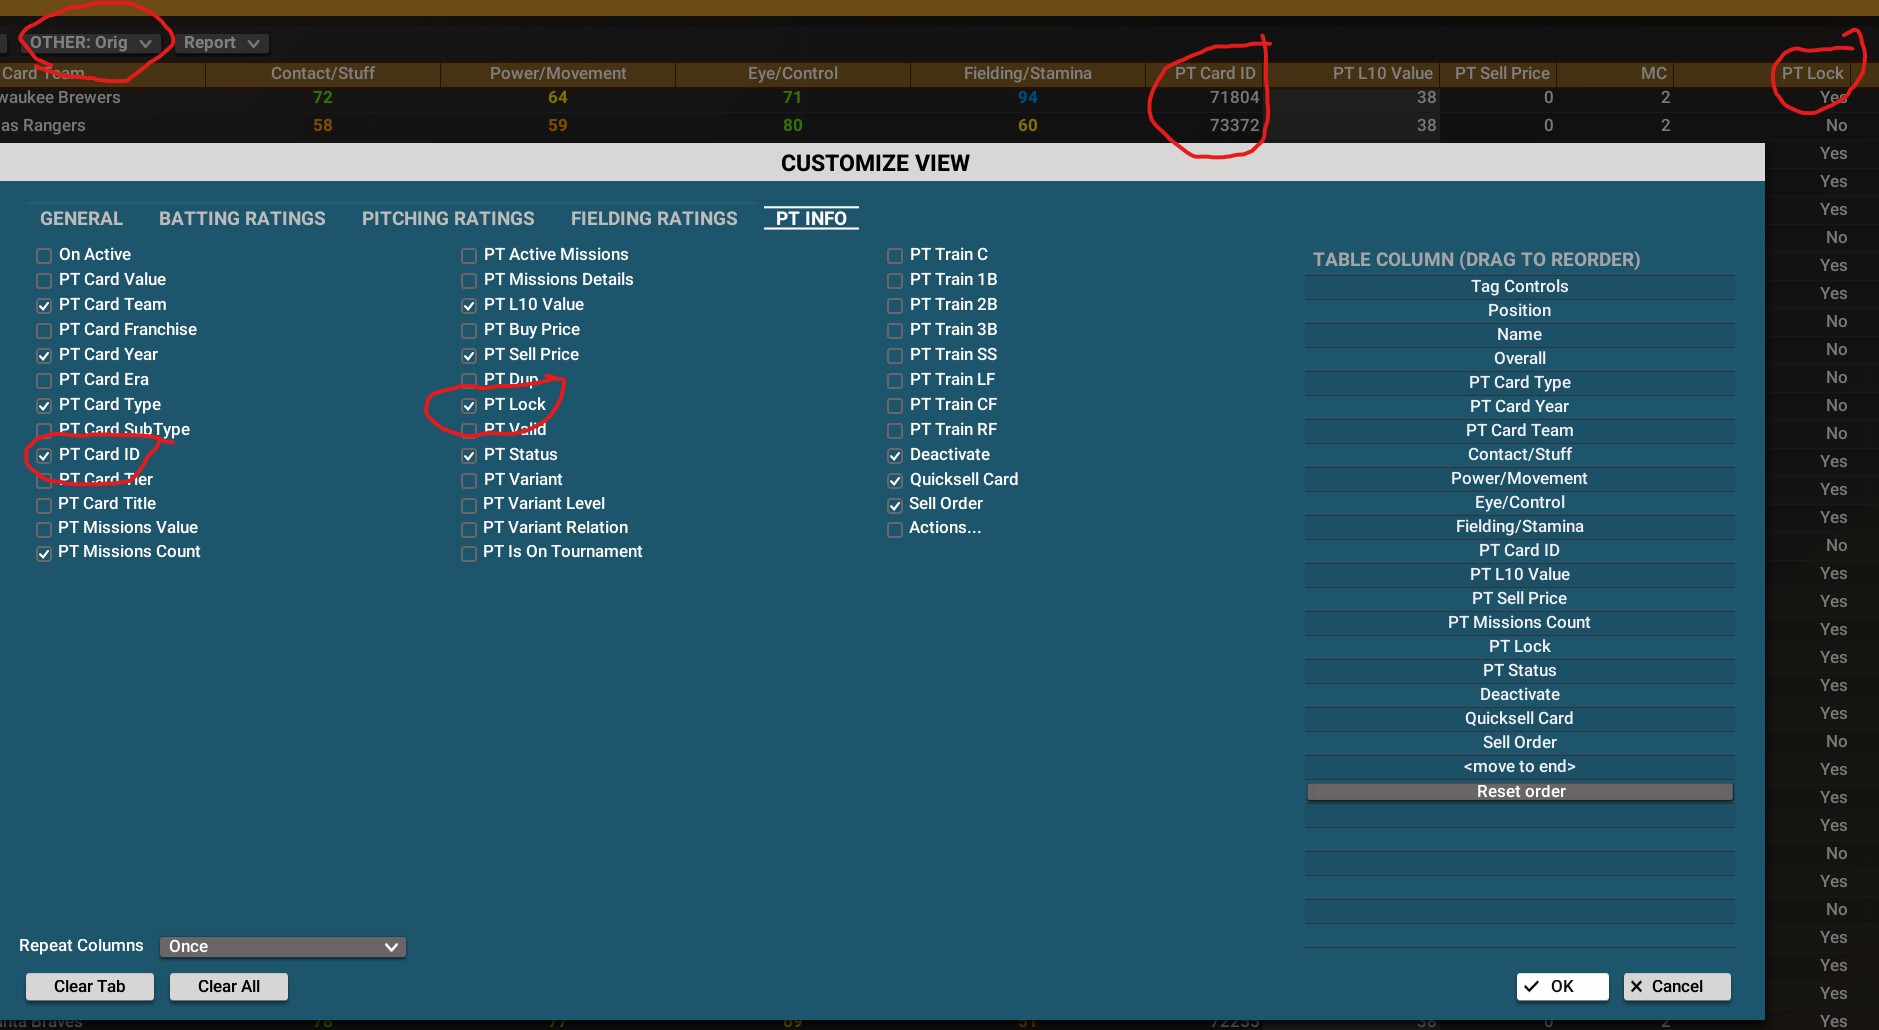 OTHER: Orig Report
Card Team Contact/Stuff Power/Movement Eye/Control Fielding/Stamina PT Card ID PT L10 Value PT Sell Price MC PT Lock
waukee Brewers 72 64 71 94 71804 38 0 2 Yes
as Rangers 58 59 80 60 73372 38 0 2 No
CUSTOMIZE VIEW
GENERAL BATTING RATINGS PITCHING RATINGS FIELDING RATINGS PT INFO
On Active
PT Card Value
PT Card Team
PT Card Franchise
PT Card Year
PT Card Era
PT Card Type
PT Card SubType
PT Card ID
PT Card Tier
PT Card Title
PT Missions Value
PT Missions Count
PT Active Missions
PT Missions Details
PT L10 Value
PT Buy Price
PT Sell Price
PT Dup
PT Lock
PT Valid
PT Status
PT Variant
PT Variant Level
PT Variant Relation
PT Is On Tournament
PT Train C
PT Train 1B
PT Train 2B
PT Train 3B
PT Train SS
PT Train LF
PT Train CF
PT Train RF
Deactivate
Quicksell Card
Sell Order
Actions...
TABLE COLUMN (DRAG TO REORDER)
Tag Controls
Position
Name
Overall
PT Card Type
PT Card Year
PT Card Team
Contact/Stuff
Power/Movement
Eye/Control
Fielding/Stamina
PT Card ID
PT L10 Value
PT Sell Price
PT Missions Count
PT Lock
PT Status
Deactivate
Quicksell Card
Sell Order
<move to end>
Reset order
Yes
Yes
Yes
No
Yes
Yes
No
No
No
No
No
Yes
Yes
Yes
No
Yes
Yes
Yes
Yes
Yes
Yes
No
Yes
Yes
Yes
No
Yes
No
Yes
Yes
Yes
Repeat Columns Once
Clear Tab Clear All OK Cancel
nta Braves 78 77 69 51 72255 38 0 2 Yes